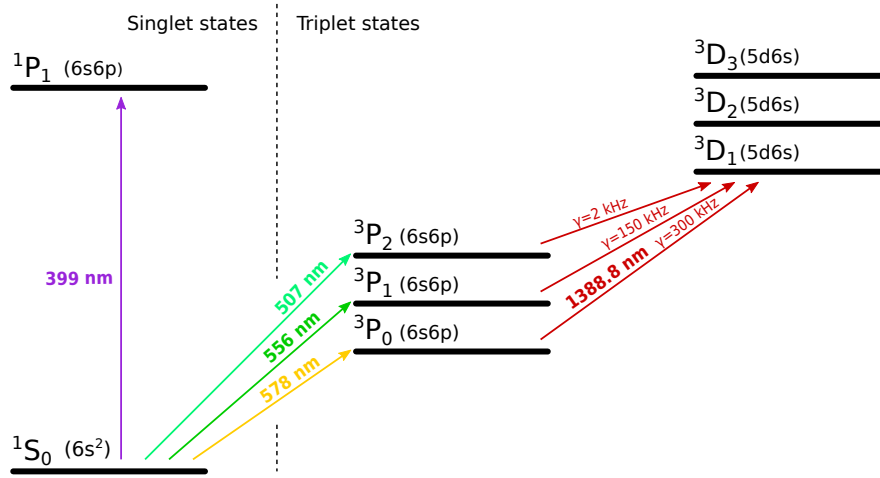 Singlet states
Triplet states
¹P₁ (6s6p)
³D₃(5d6s)
³D₂(5d6s)
³D₁(5d6s)
γ=2 kHz
γ=150 kHz
γ=300 kHz
1388.8 nm
³P₂ (6s6p)
³P₁ (6s6p)
³P₀ (6s6p)
399 nm
507 nm
556 nm
578 nm
¹S₀ (6s²)